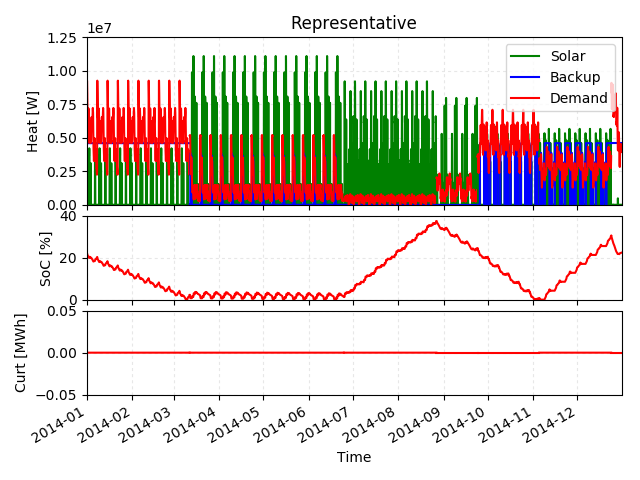 Representative
1e7
1.25
1.00
0.75
0.50
0.25
0.00
Heat [W]
Solar
Backup
Demand
40
20
0
SoC [%]
0.05
0.00
−0.05
Curt [MWh]
2014-01
2014-02
2014-03
2014-04
2014-05
2014-06
2014-07
2014-08
2014-09
2014-10
2014-11
2014-12
Time